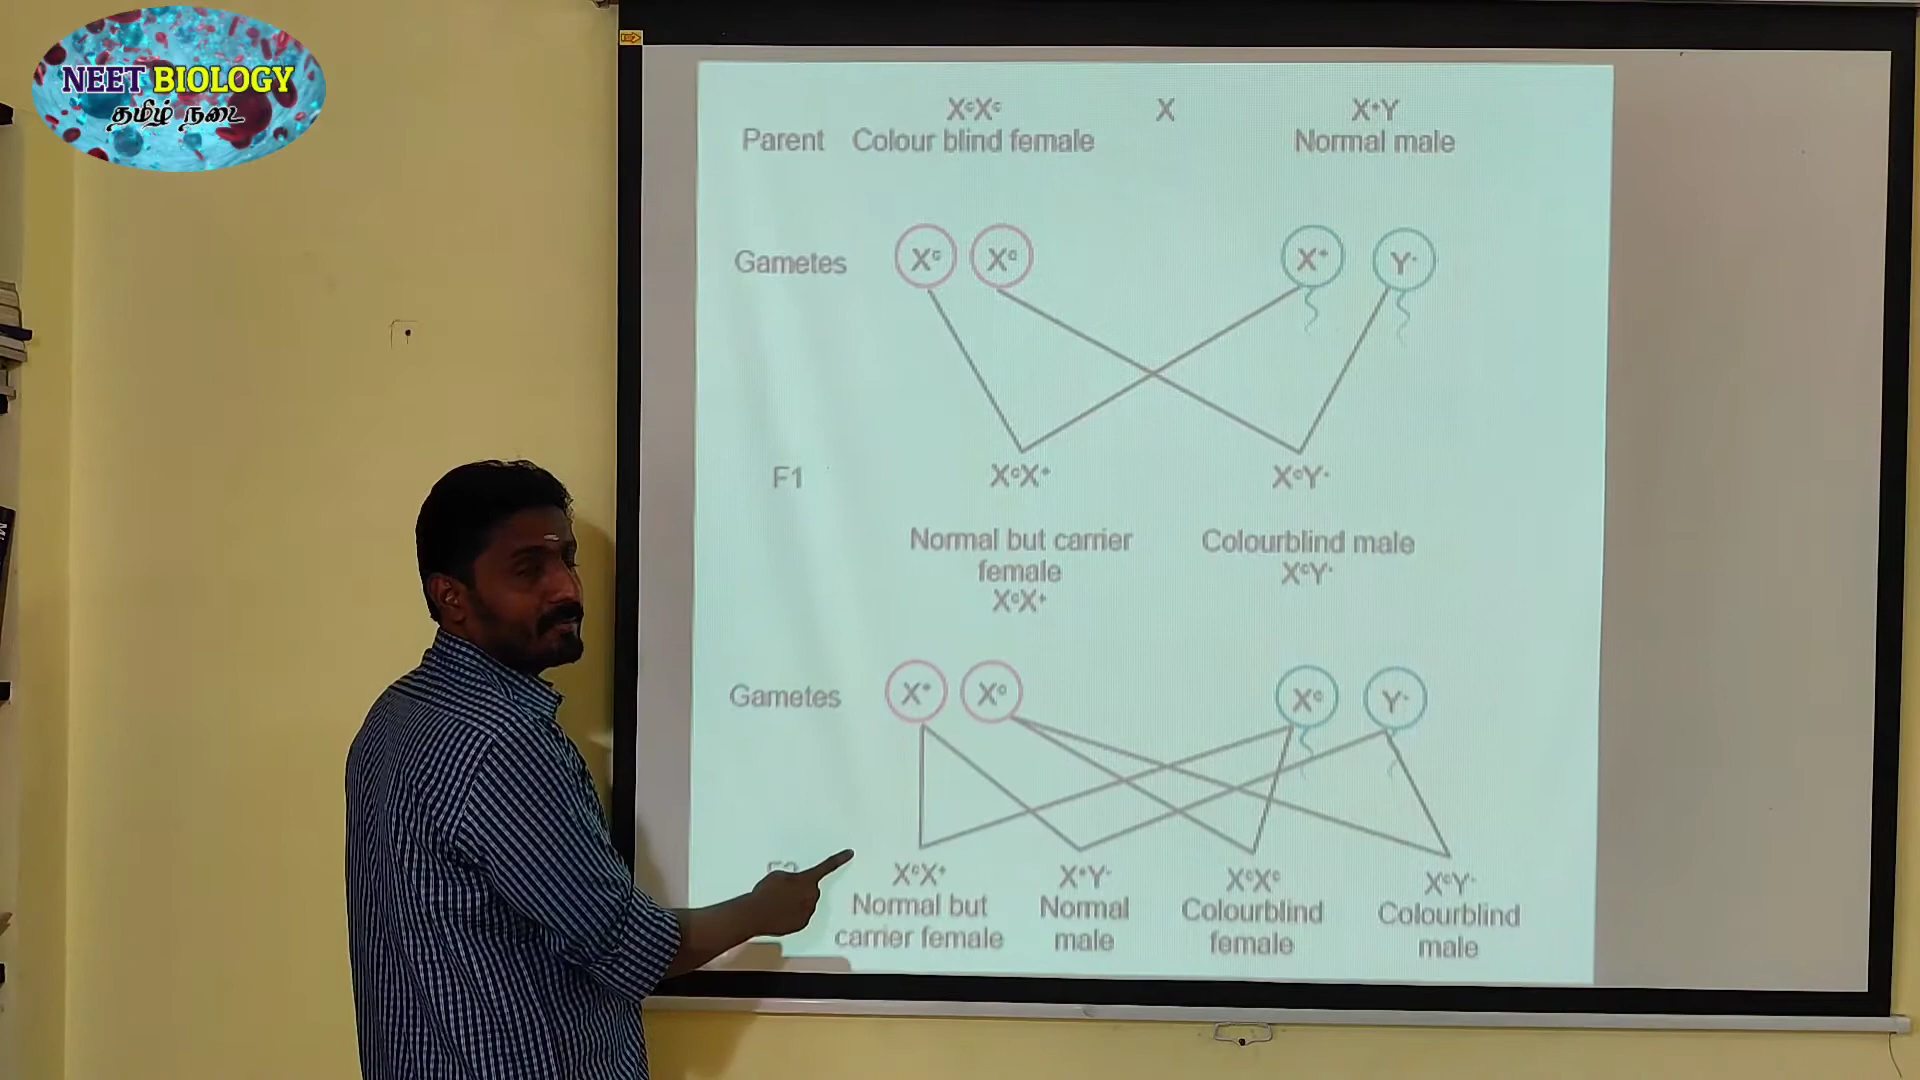 NEET BIOLOGY
தமிழ் நடை
XᶜXᶜ X X⁺Y
Parent Colour blind female Normal male
Gametes Xᶜ Xᶜ X⁺ Y⁻
F1 XᶜX⁺ XᶜY⁻
Normal but carrier Colourblind male
female XᶜY⁻
XᶜX⁺
Gametes X⁺ Xᶜ Xᶜ Y⁻
XᶜX⁺ X⁺Y⁻ XᶜXᶜ XᶜY⁻
Normal but Normal Colourblind Colourblind
carrier female male female male